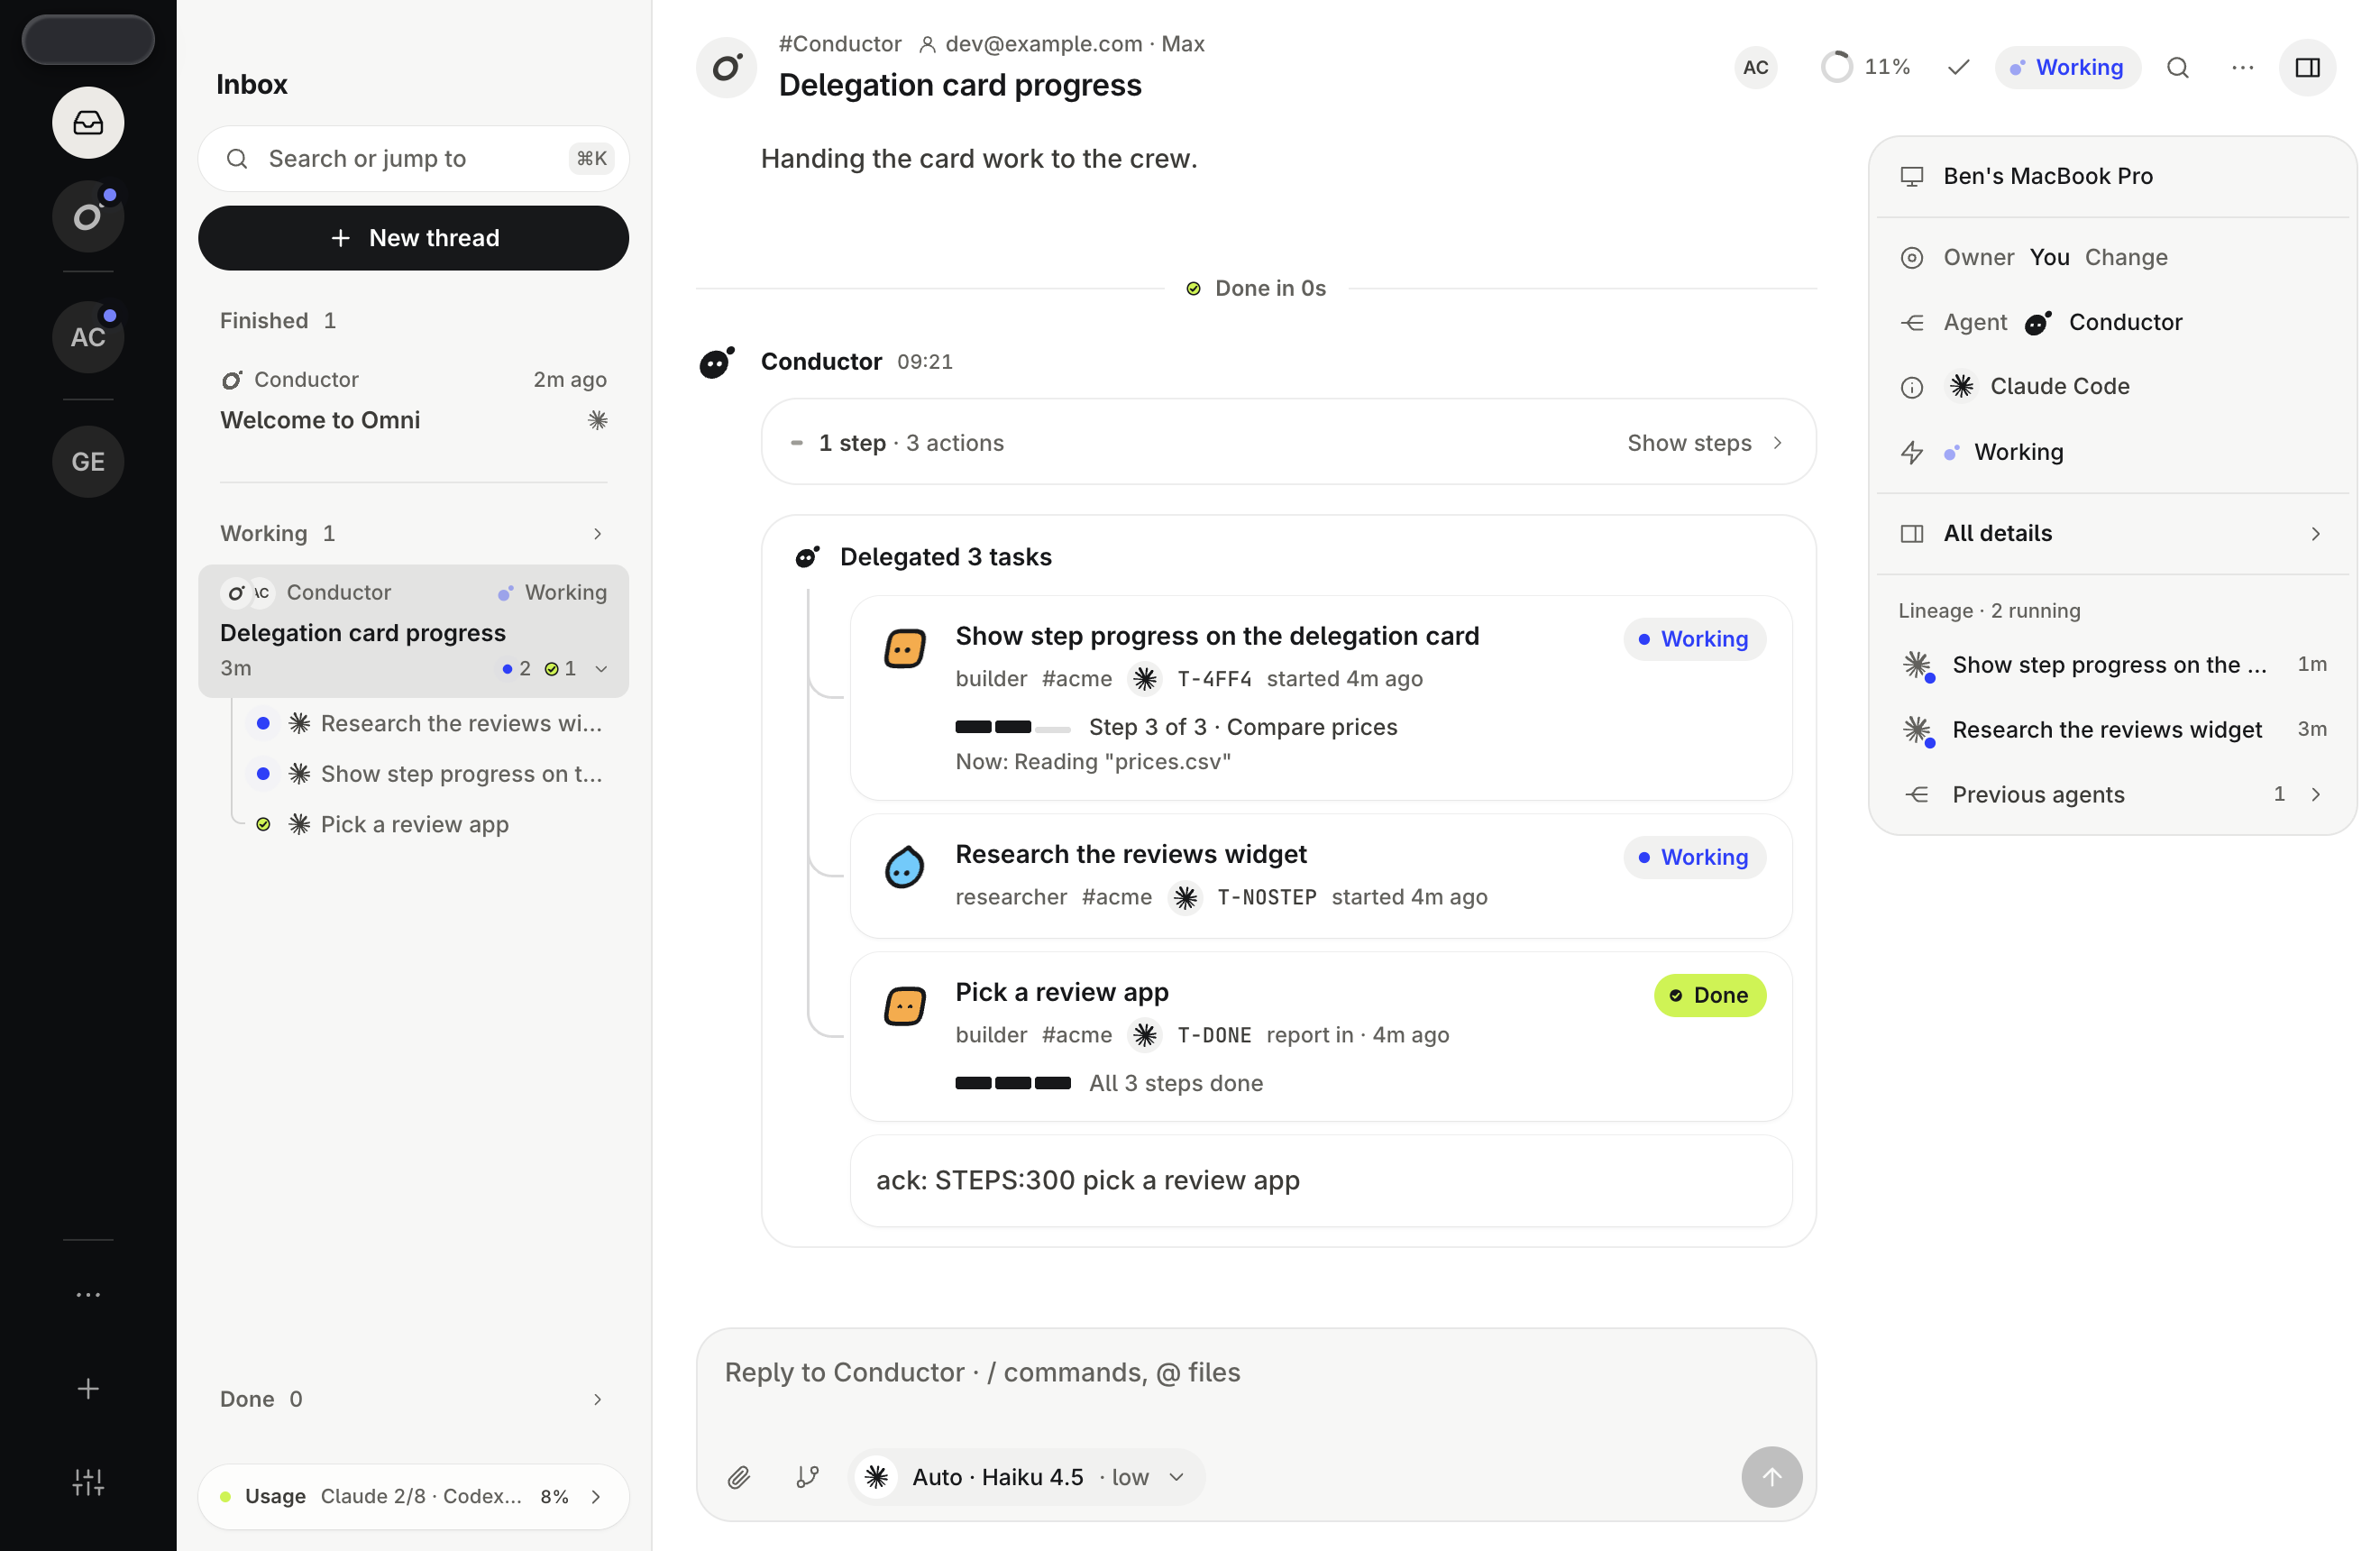 AC
GE
Inbox
Search or jump to ⌘K
+ New thread
Finished 1
Conductor 2m ago
Welcome to Omni
Working 1
AC Conductor Working
Delegation card progress
3m 2 1
Research the reviews wi...
Show step progress on t...
Pick a review app
Done 0
Usage Claude 2/8 · Codex... 8%
#Conductor dev@example.com · Max
Delegation card progress
AC 11% Working
Handing the card work to the crew.
Done in 0s
Conductor 09:21
1 step · 3 actions Show steps
Delegated 3 tasks
Show step progress on the delegation card Working
builder #acme T-4FF4 started 4m ago
Step 3 of 3 · Compare prices
Now: Reading "prices.csv"
Research the reviews widget Working
researcher #acme T-NOSTEP started 4m ago
Pick a review app Done
builder #acme T-DONE report in · 4m ago
All 3 steps done
ack: STEPS:300 pick a review app
Reply to Conductor · / commands, @ files
Auto · Haiku 4.5 · low
Ben's MacBook Pro
Owner You Change
Agent Conductor
Claude Code
Working
All details
Lineage · 2 running
Show step progress on the ... 1m
Research the reviews widget 3m
Previous agents 1